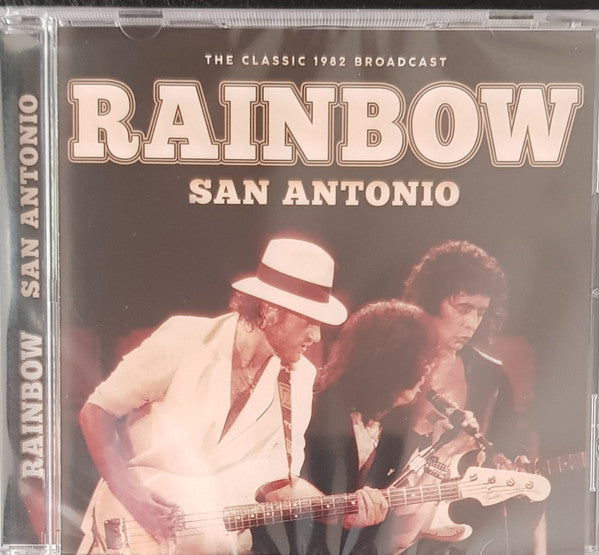 THE CLASSIC 1982 BROADCAST
RAINBOW
SAN ANTONIO
RAINBOW SAN ANTONIO